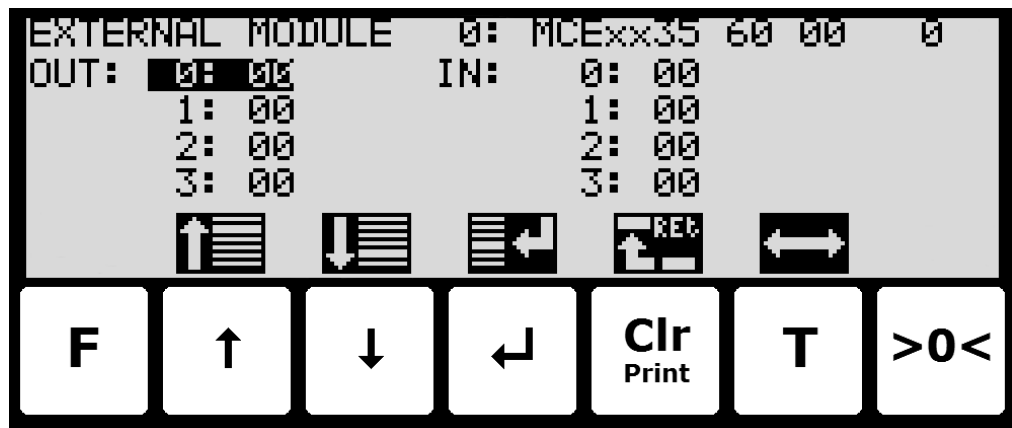 EXTERNAL MODULE 0: MCExx35 60 00 0
OUT: 0: 00 IN: 0: 00
1: 00 1: 00
2: 00 2: 00
3: 00 3: 00
REt
F ↑ ↓ ↵ Clr T >0<
Print